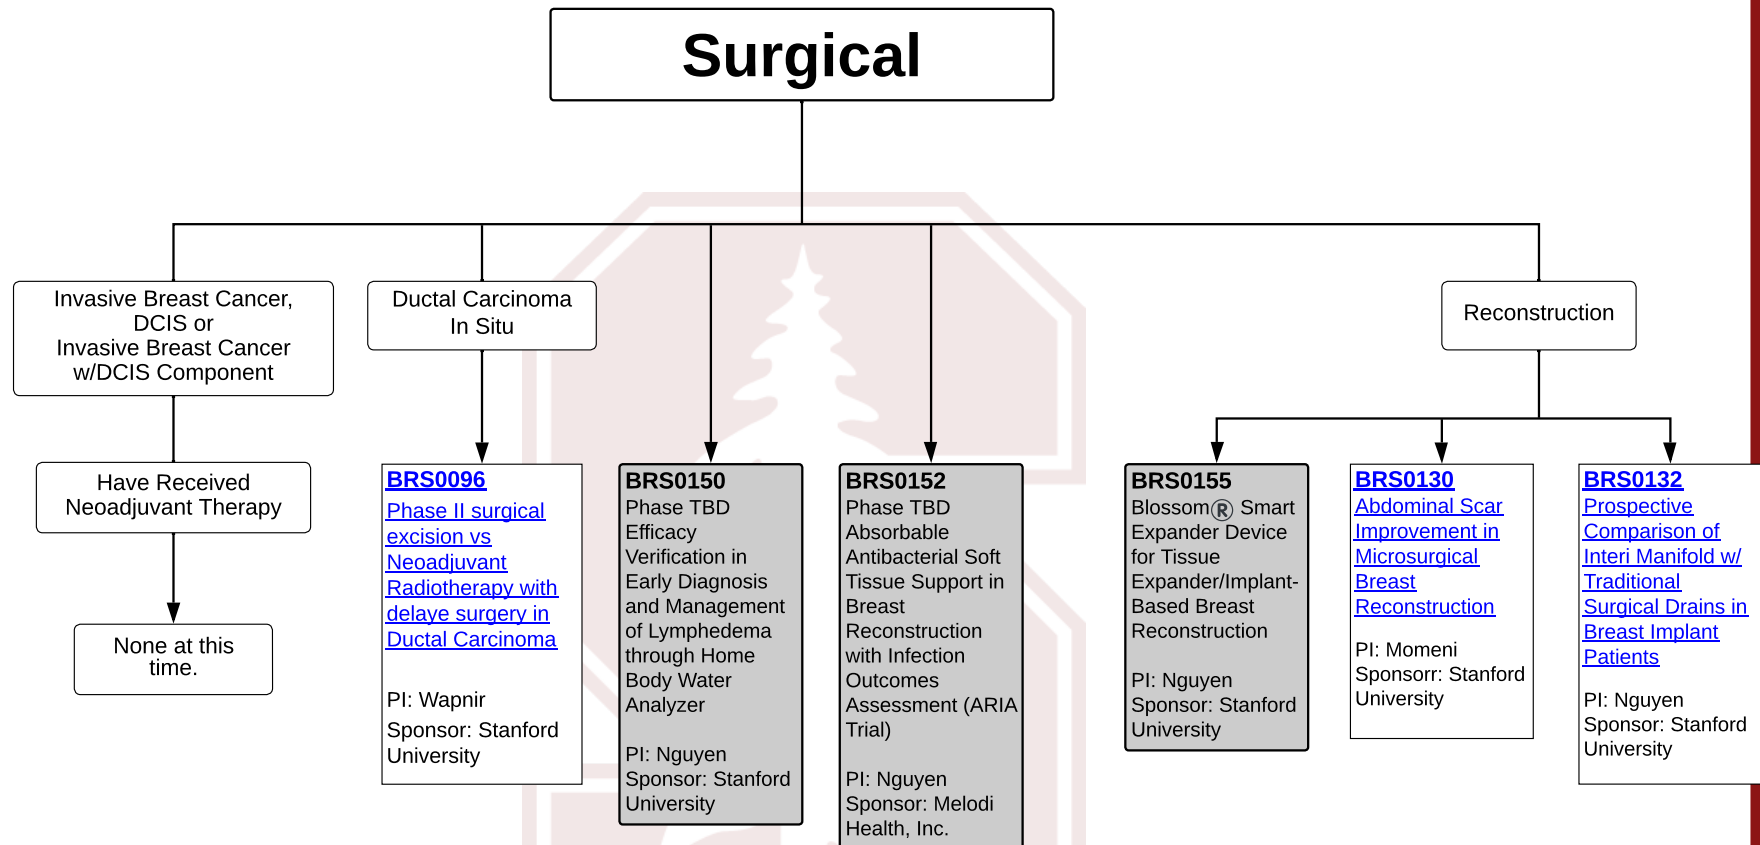 Surgical
Invasive Breast Cancer,
DCIS or
Invasive Breast Cancer
w/DCIS Component
Have Received
Neoadjuvant Therapy
None at this
time.
Ductal Carcinoma
In Situ
BRS0096
Phase II surgical
excision vs
Neoadjuvant
Radiotherapy with
delaye surgery in
Ductal Carcinoma
PI: Wapnir
Sponsor: Stanford
University
BRS0150
Phase TBD
Efficacy
Verification in
Early Diagnosis
and Management
of Lymphedema
through Home
Body Water
Analyzer
PI: Nguyen
Sponsor: Stanford
University
BRS0152
Phase TBD
Absorbable
Antibacterial Soft
Tissue Support in
Breast
Reconstruction
with Infection
Outcomes
Assessment (ARIA
Trial)
PI: Nguyen
Sponsor: Melodi
Health, Inc.
Reconstruction
BRS0155
Blossom® Smart
Expander Device
for Tissue
Expander/Implant-
Based Breast
Reconstruction
PI: Nguyen
Sponsor: Stanford
University
BRS0130
Abdominal Scar
Improvement in
Microsurgical
Breast
Reconstruction
PI: Momeni
Sponsorr: Stanford
University
BRS0132
Prospective
Comparison of
Interi Manifold w/
Traditional
Surgical Drains in
Breast Implant
Patients
PI: Nguyen
Sponsor: Stanford
University